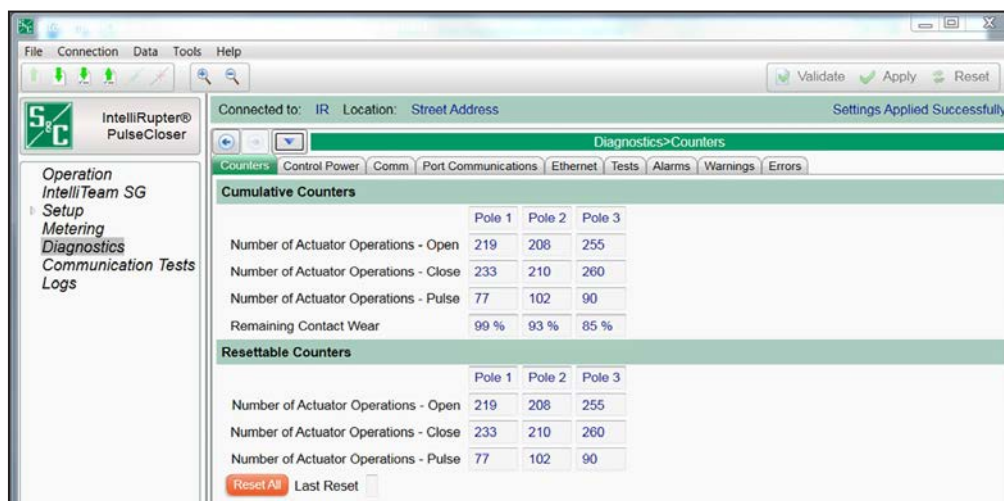 File Connection Data Tools Help
Validate Apply Reset
S&C
IntelliRupter®
PulseCloser
Connected to: IR Location: Street Address Settings Applied Successfully
Diagnostics>Counters
Counters Control Power Comm Port Communications Ethernet Tests Alarms Warnings Errors
Operation
IntelliTeam SG
Setup
Metering
Diagnostics
Communication Tests
Logs
Cumulative Counters
Pole 1 Pole 2 Pole 3
Number of Actuator Operations - Open 219 208 255
Number of Actuator Operations - Close 233 210 260
Number of Actuator Operations - Pulse 77 102 90
Remaining Contact Wear 99 % 93 % 85 %
Resettable Counters
Pole 1 Pole 2 Pole 3
Number of Actuator Operations - Open 219 208 255
Number of Actuator Operations - Close 233 210 260
Number of Actuator Operations - Pulse 77 102 90
Reset All Last Reset